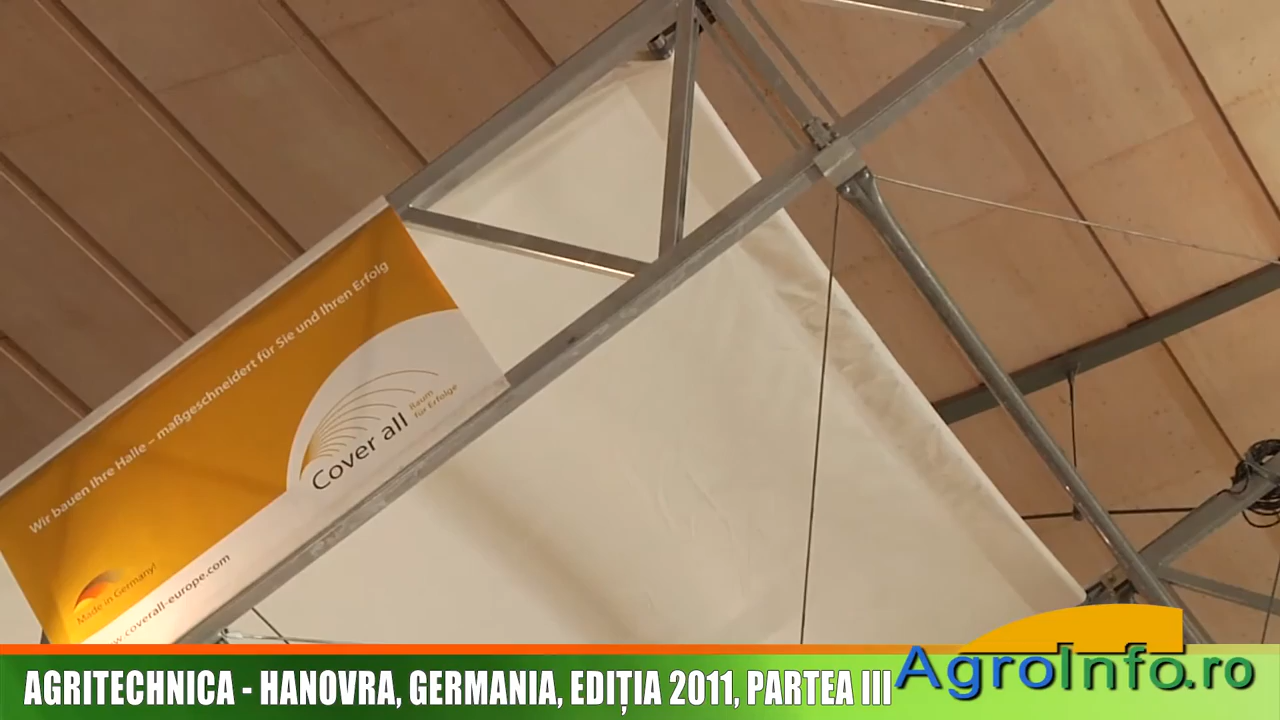 Wir bauen Ihre Halle – maßgeschneidert für Sie und Ihren Erfolg
Cover all
Raum
für Erfolge
Made in Germany!
w.coverall-europe.com
AGRITECHNICA - HANOVRA, GERMANIA, EDIȚIA 2011, PARTEA III
AgroInfo.ro